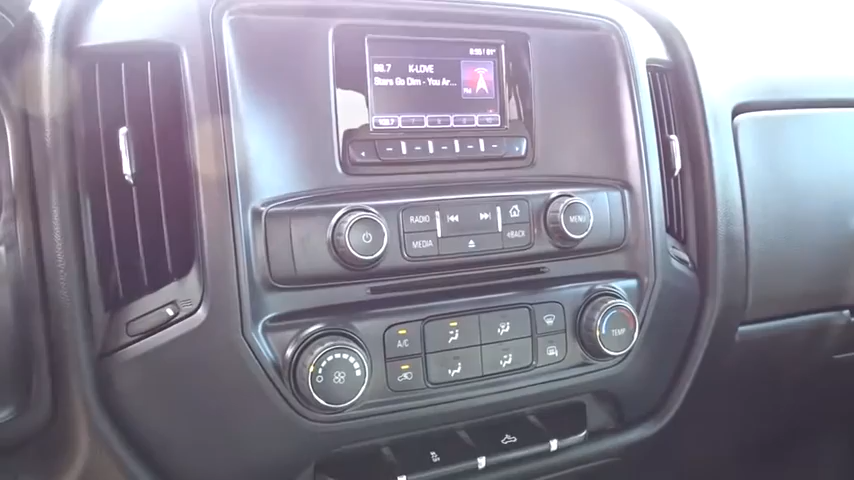 88.7 K-LOVE
Stars Go Dim - You Ar...
FM
RADIO
MEDIA
BACK
MENU
A/C
TEMP